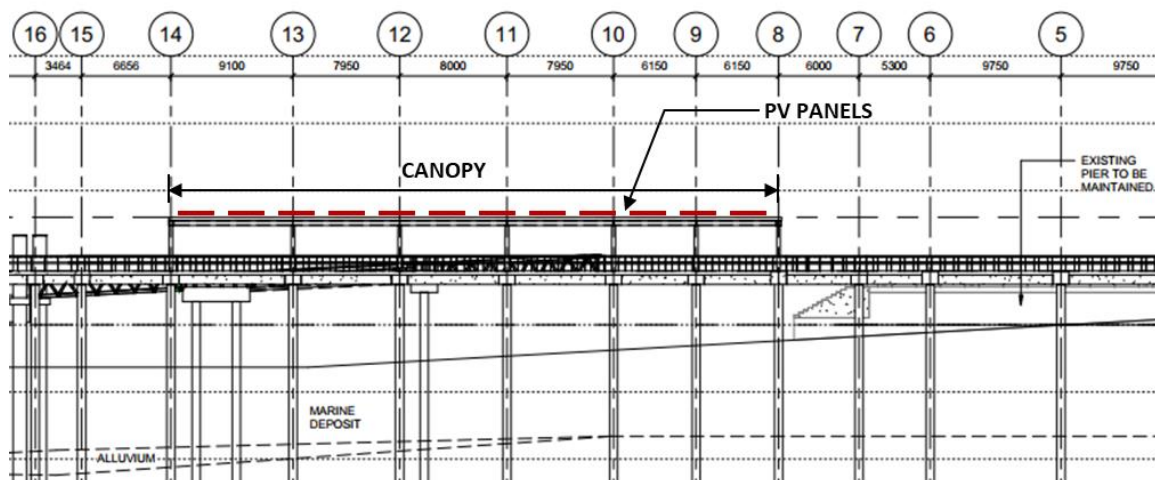 16 15 14 13 12 11 10 9 8 7 6 5
3464 6656 9100 7950 8000 7950 6150 6150 6000 5300 9750 9750
PV PANELS
CANOPY
EXISTING
PIER TO BE
MAINTAINED
MARINE
DEPOSIT
ALLUVIUM